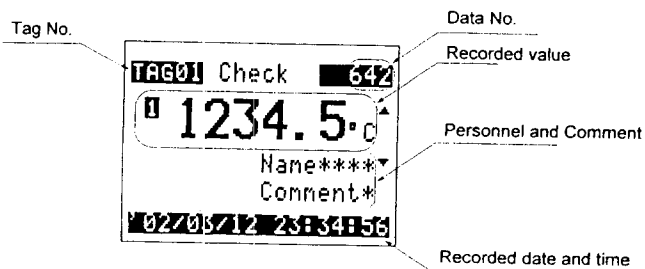 Data No.
Tag No.
Recorded value
TAG01 Check 642
1 1234.5°C
Personnel and Comment
Name****
Comment*
'02/03/12 23:34:56
Recorded date and time